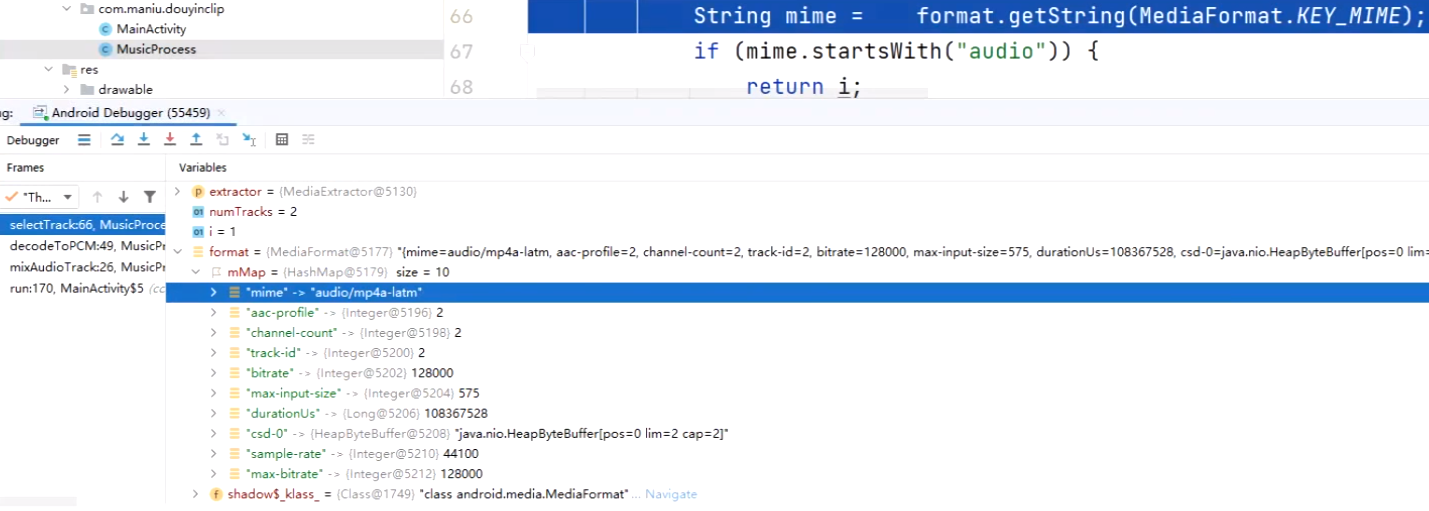 com.maniu.douyinclip
MainActivity
MusicProcess
res
drawable
66 String mime = format.getString(MediaFormat.KEY_MIME);
67 if (mime.startsWith("audio")) {
68 return i;
g: Android Debugger (55459)
Debugger
Frames
Variables
"Th...
selectTrack:66, MusicProce
decodeToPCM:49, MusicPr
mixAudioTrack:26, MusicPr
run:170, MainActivity$5 (cc
extractor = {MediaExtractor@5130}
numTracks = 2
i = 1
format = {MediaFormat@5177} "{mime=audio/mp4a-latm, aac-profile=2, channel-count=2, track-id=2, bitrate=128000, max-input-size=575, durationUs=108367528, csd-0=java.nio.HeapByteBuffer[pos=0 lim=
mMap = {HashMap@5179} size = 10
"mime" -> "audio/mp4a-latm"
"aac-profile" -> {Integer@5196} 2
"channel-count" -> {Integer@5198} 2
"track-id" -> {Integer@5200} 2
"bitrate" -> {Integer@5202} 128000
"max-input-size" -> {Integer@5204} 575
"durationUs" -> {Long@5206} 108367528
"csd-0" -> {HeapByteBuffer@5208} "java.nio.HeapByteBuffer[pos=0 lim=2 cap=2]"
"sample-rate" -> {Integer@5210} 44100
"max-bitrate" -> {Integer@5212} 128000
shadow$_klass_ = {Class@1749} "class android.media.MediaFormat" ... Navigate